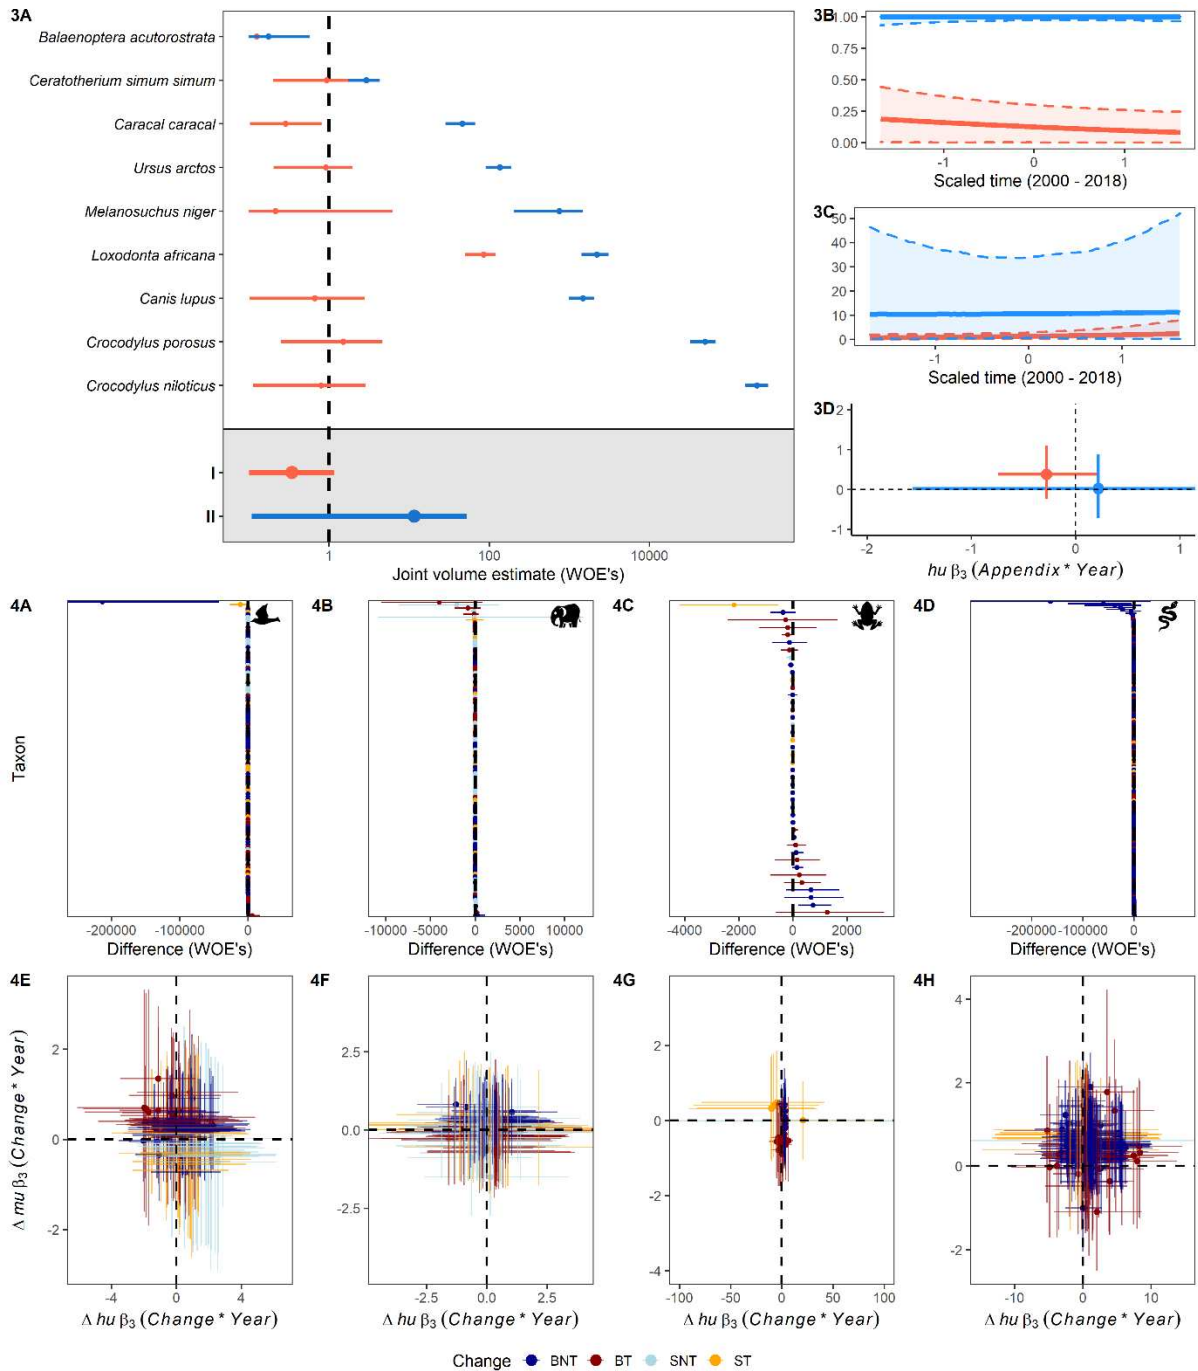 3A
Balaenoptera acutorostrata
Ceratotherium simum simum
Caracal caracal
Ursus arctos
Melanosuchus niger
Loxodonta africana
Canis lupus
Crocodylus porosus
Crocodylus niloticus
I
II
1 100 10000
Joint volume estimate (WOE's)
3B
1.00
0.75
0.50
0.25
0.00
-1 0 1
Scaled time (2000 - 2018)
3C
50
40
30
20
10
0
-1 0 1
Scaled time (2000 - 2018)
3D
2
1
0
-1
-2 -1 0 1
hu β₃ (Appendix * Year)
4A 4B 4C 4D
Taxon
-200000 -100000 0
-10000 -5000 0 5000 10000
-4000 -2000 0 2000
-200000 -100000 0
Difference (WOE's) Difference (WOE's) Difference (WOE's) Difference (WOE's)
4E 4F 4G 4H
Δ mu β₃ (Change * Year)
2
0
-2
-4 0 4
2.5
0.0
-2.5
-2.5 0.0 2.5
2
0
-2
-4
-100 -50 0 50 100
4
2
0
-2
-10 0 10
Δ hu β₃ (Change * Year) Δ hu β₃ (Change * Year) Δ hu β₃ (Change * Year) Δ hu β₃ (Change * Year)
Change BNT BT SNT ST